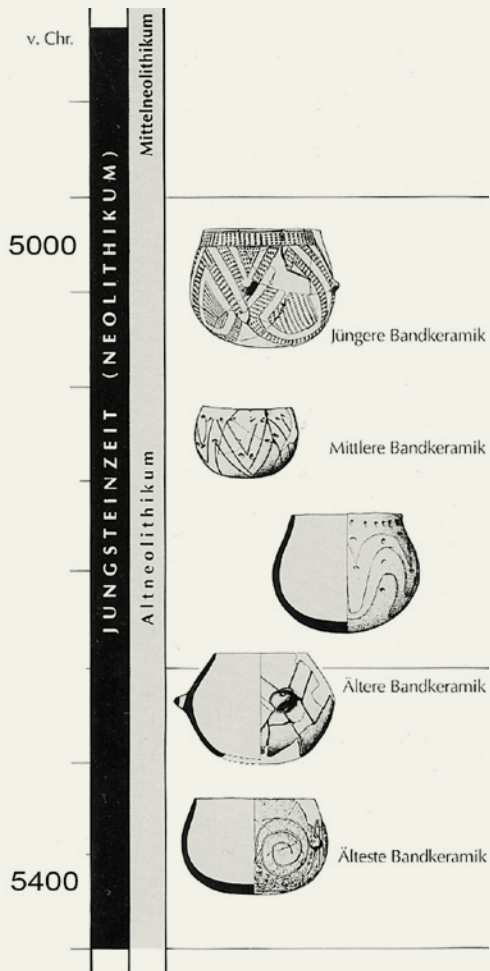 v. Chr.
JUNGSTEINZEIT (NEOLITHIKUM)
Mittelneolithikum
5000
Jüngere Bandkeramik
Mittlere Bandkeramik
Altneolithikum
Ältere Bandkeramik
Älteste Bandkeramik
5400